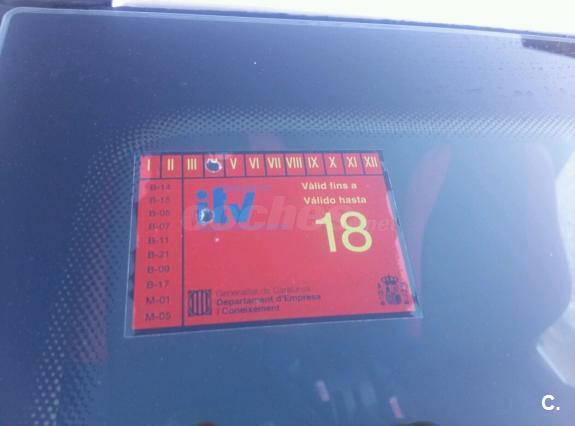 I II III IV V VI VII VIII IX X XI XII
B-14
B-15
B-06
B-07
B-11
B-21
B-09
B-17
M-01
M-05
itv
Vàlid fins a
Válido hasta
18
Generalitat de Catalunya
Departament d'Empresa
i Coneixement
C.